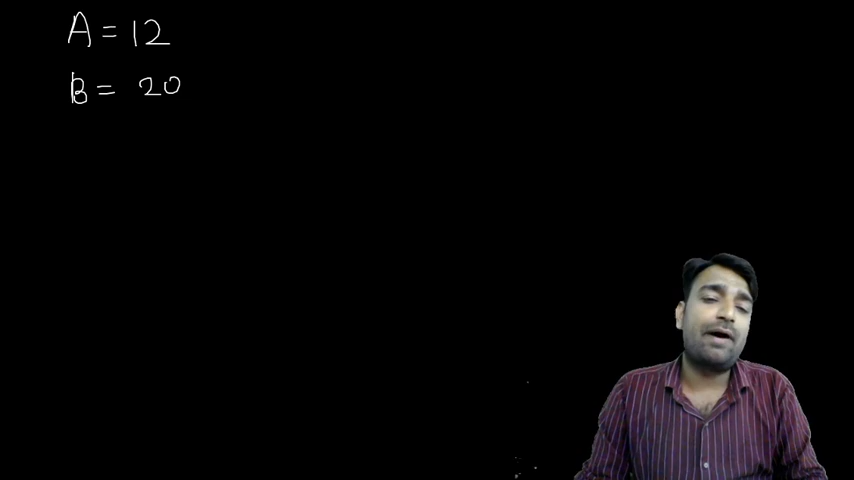 A = 12
B = 20